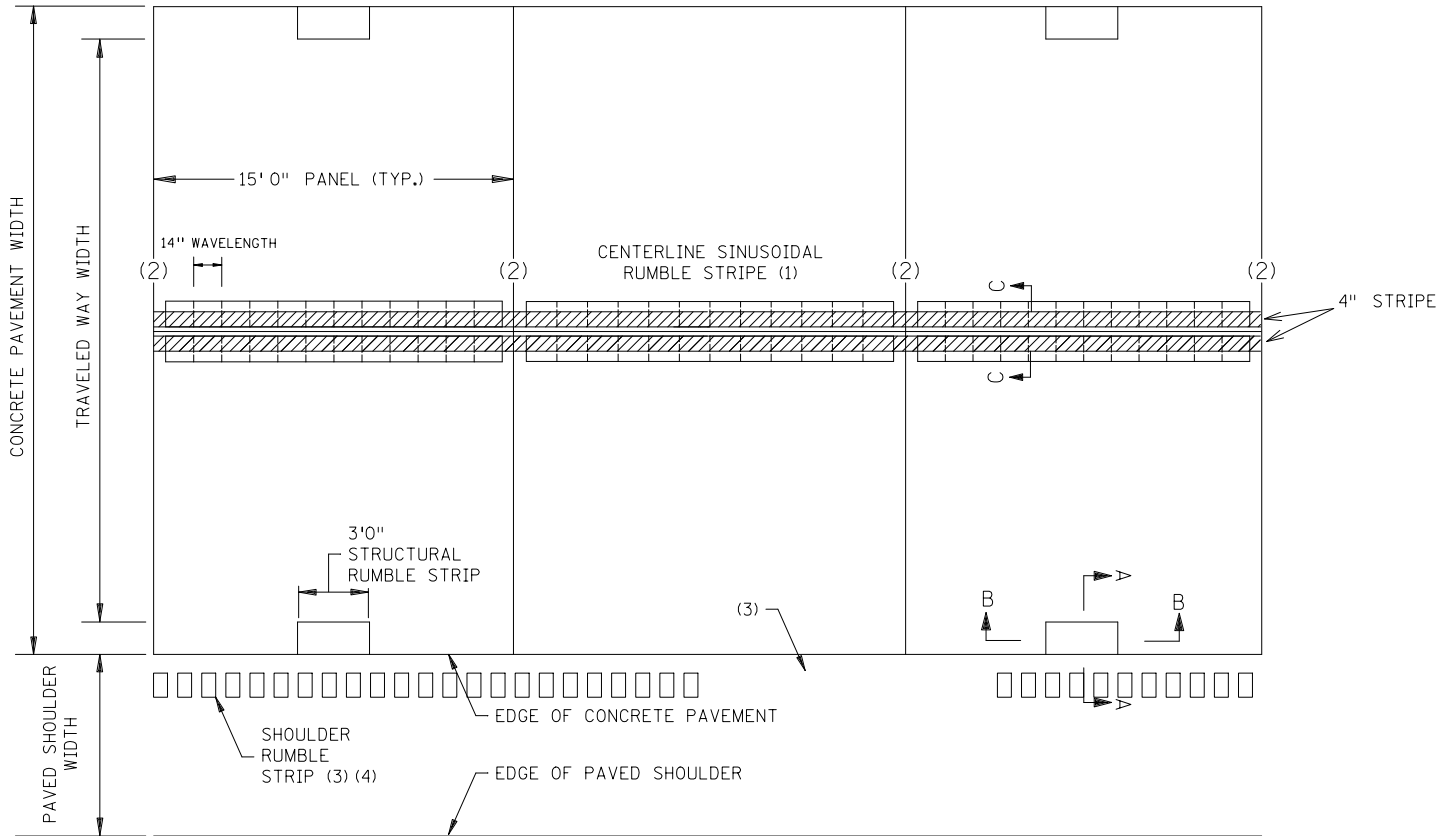 CONCRETE PAVEMENT WIDTH
TRAVELED WAY WIDTH
15'0" PANEL (TYP.)
14" WAVELENGTH
CENTERLINE SINUSOIDAL
RUMBLE STRIPE (1)
(2)
(2)
(2)
(2)
C
C
4" STRIPE
3'0"
STRUCTURAL
RUMBLE STRIP
(3)
A
B
B
A
PAVED SHOULDER
WIDTH
EDGE OF CONCRETE PAVEMENT
SHOULDER
RUMBLE
STRIP (3)(4)
EDGE OF PAVED SHOULDER